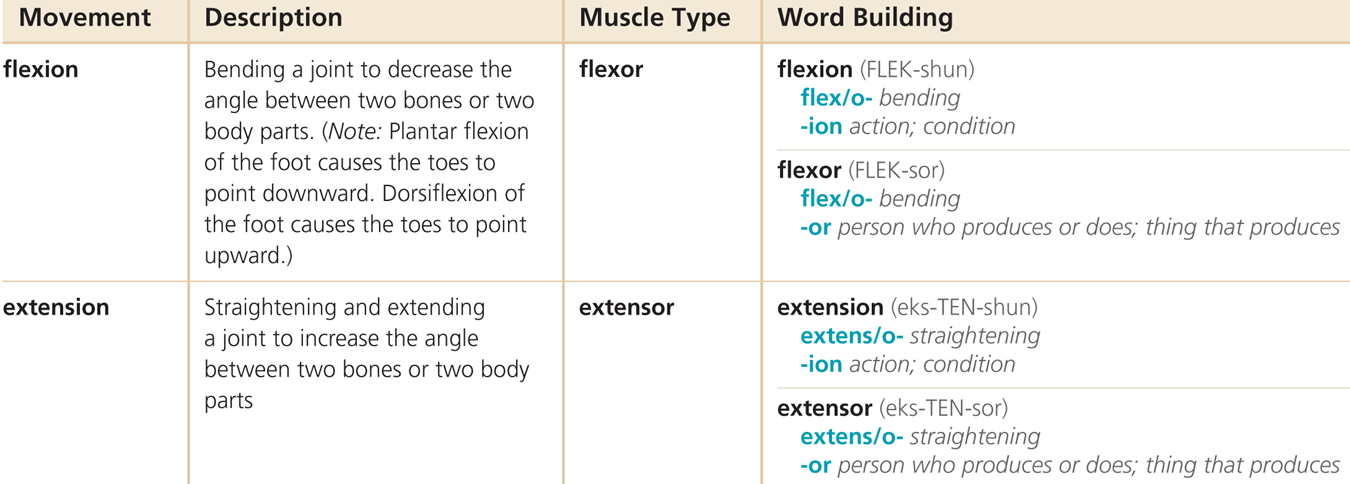 Movement
Description
Muscle Type
Word Building
flexion
Bending a joint to decrease the
angle between two bones or two
body parts. (Note: Plantar flexion
of the foot causes the toes to
point downward. Dorsiflexion of
the foot causes the toes to point
upward.)
flexor
flexion (FLEK-shun)
flex/o- bending
-ion action; condition
flexor (FLEK-sor)
flex/o- bending
-or person who produces or does; thing that produces
extension
Straightening and extending
a joint to increase the angle
between two bones or two body
parts
extensor
extension (eks-TEN-shun)
extens/o- straightening
-ion action; condition
extensor (eks-TEN-sor)
extens/o- straightening
-or person who produces or does; thing that produces